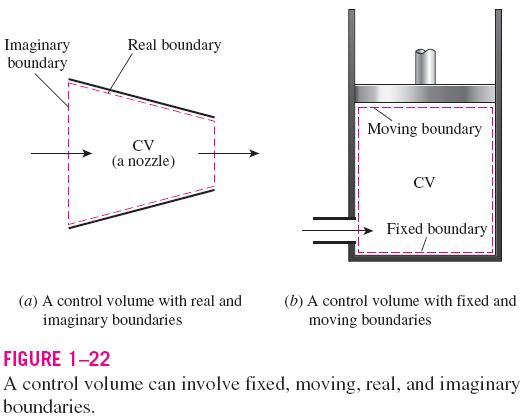 Imaginary
boundary
Real boundary
CV
(a nozzle)
Moving boundary
CV
Fixed boundary
(a) A control volume with real and
imaginary boundaries
(b) A control volume with fixed and
moving boundaries
FIGURE 1–22
A control volume can involve fixed, moving, real, and imaginary
boundaries.